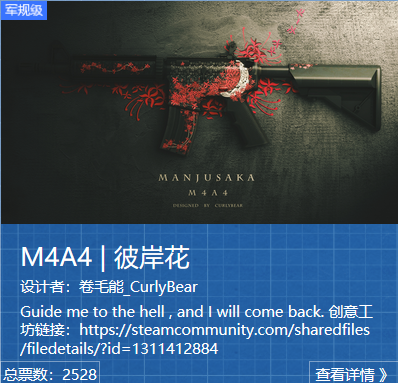 军规级
MANJUSAKA
M4A4
DESIGNED BY CURLYBEAR
M4A4 | 彼岸花
设计者：卷毛能_CurlyBear
Guide me to the hell , and I will come back. 创意工
坊链接：https://steamcommunity.com/sharedfiles
/filedetails/?id=1311412884
总票数：2528
查看详情 》